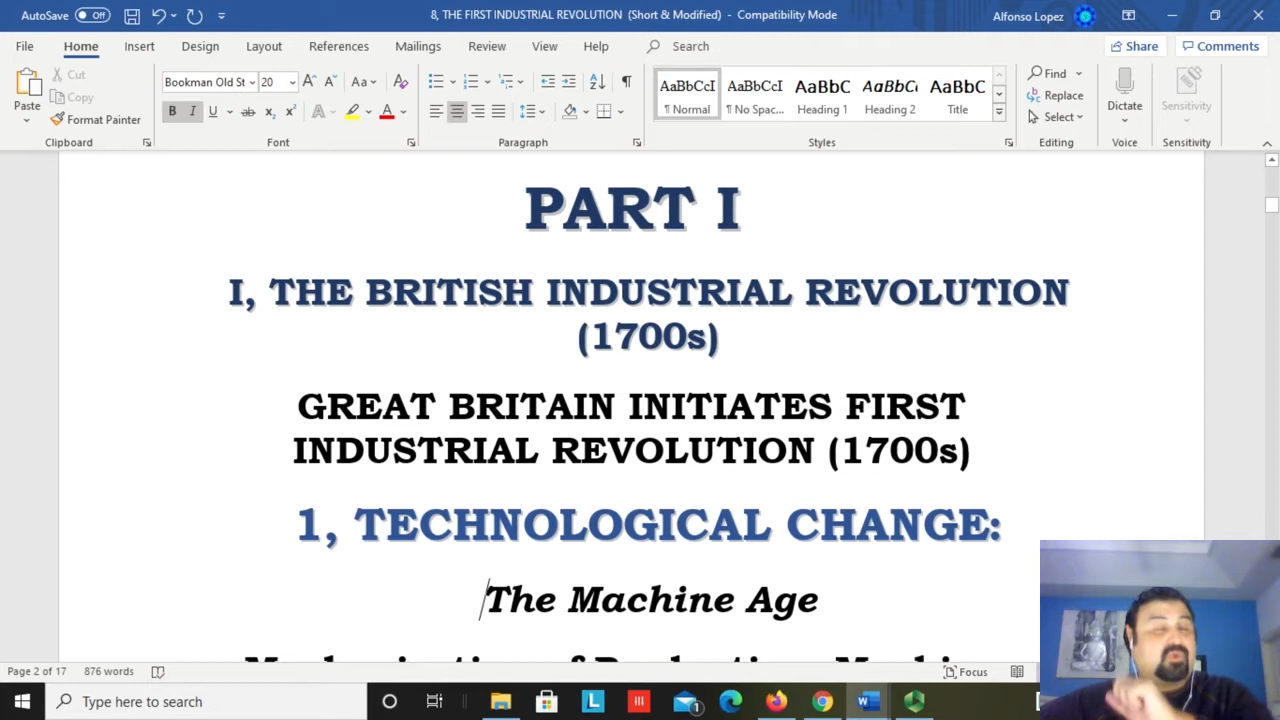 AutoSave Off 8, THE FIRST INDUSTRIAL REVOLUTION (Short & Modified) - Compatibility Mode Alfonso Lopez
File Home Insert Design Layout References Mailings Review View Help Search Share Comments
Cut
Copy
Paste
Format Painter
Clipboard
Bookman Old St 20
Font
Paragraph
AaBbCcI AaBbCcI AaBbC AaBbC AaBbC
¶ Normal ¶ No Spac... Heading 1 Heading 2 Title
Styles
Find
Replace
Select
Editing
Dictate
Voice
Sensitivity
Sensitivity
PART I
I, THE BRITISH INDUSTRIAL REVOLUTION
(1700s)
GREAT BRITAIN INITIATES FIRST
INDUSTRIAL REVOLUTION (1700s)
1, TECHNOLOGICAL CHANGE:
The Machine Age
Page 2 of 17 876 words Focus
Type here to search